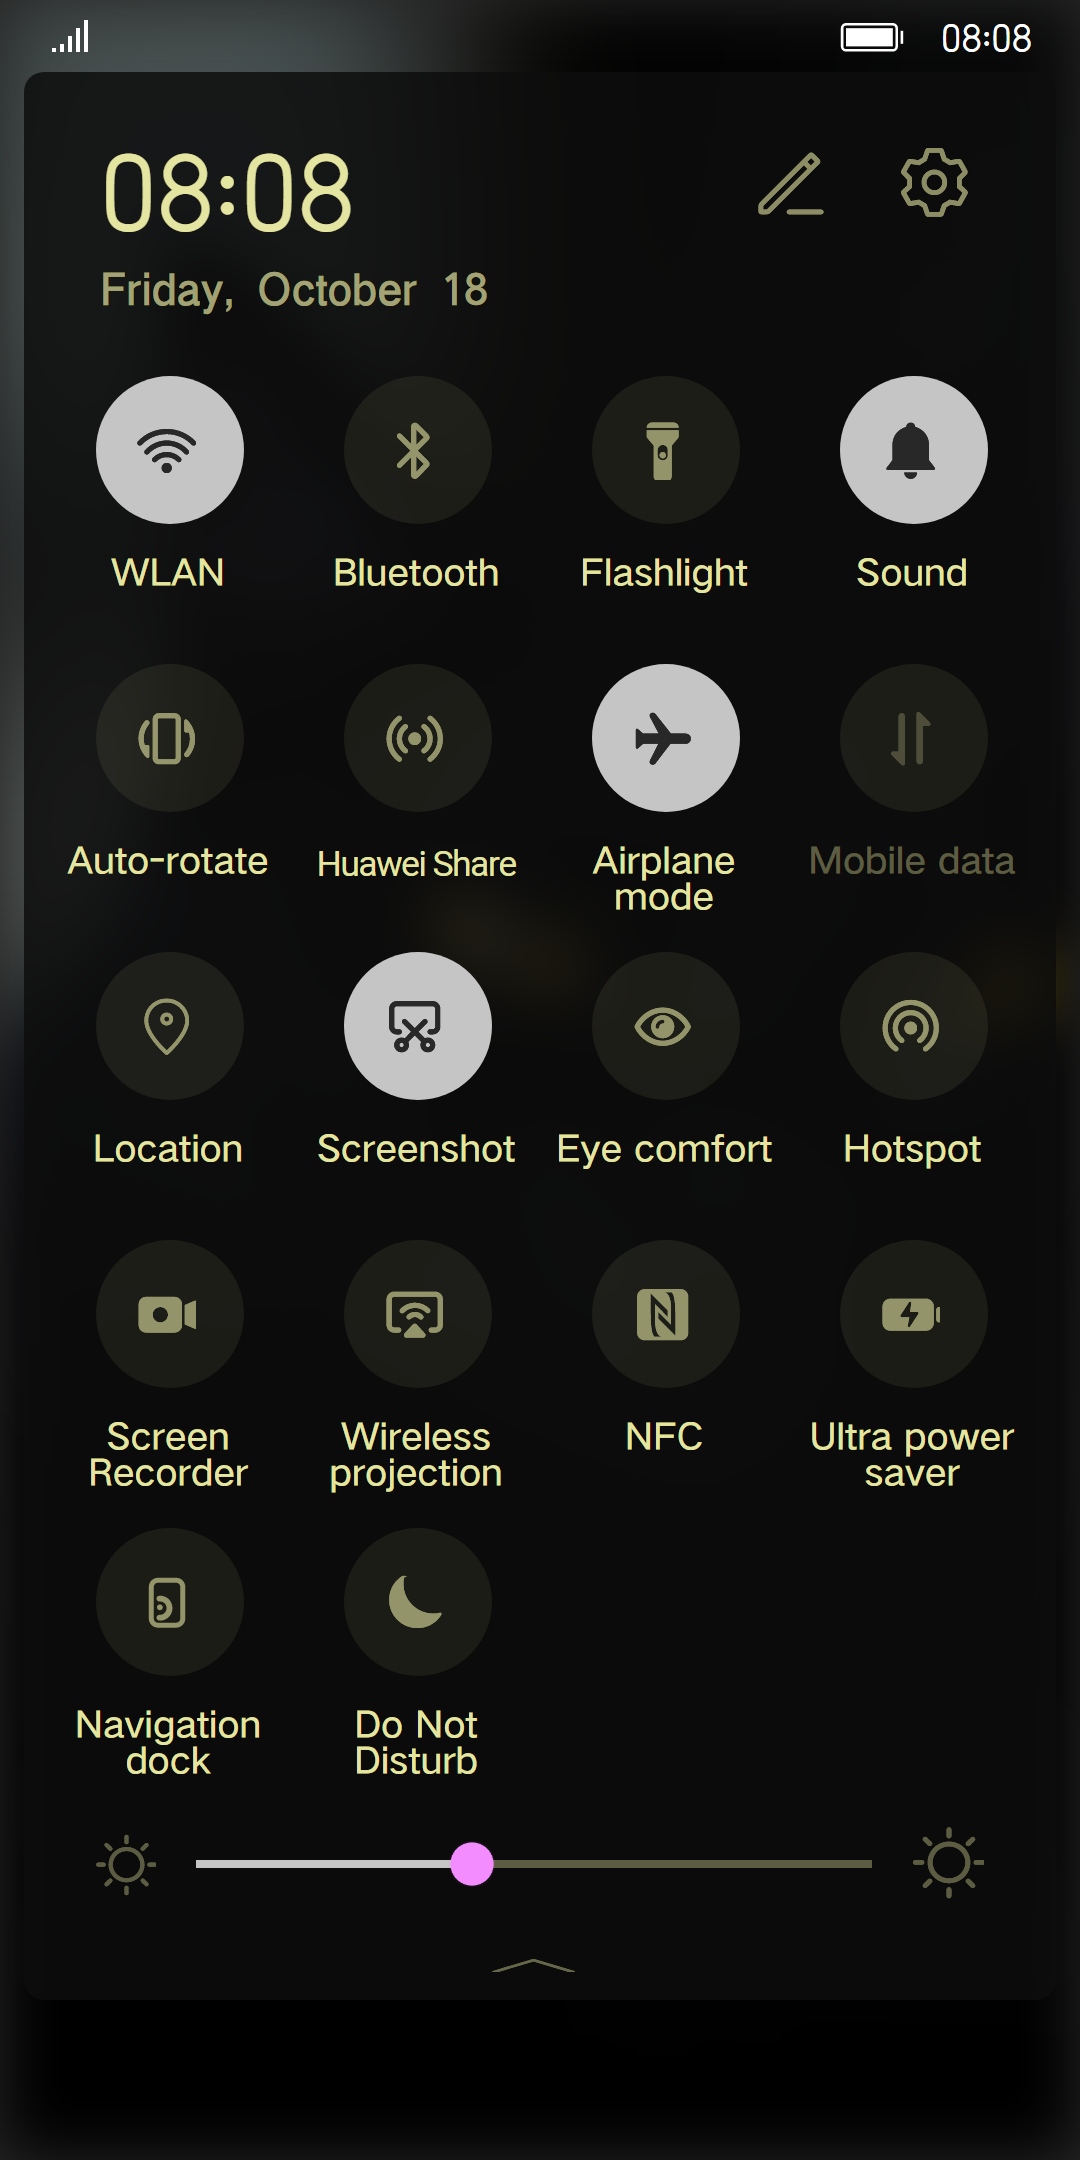 08:08
08:08
Friday, October 18
WLAN
Bluetooth
Flashlight
Sound
Auto-rotate
Huawei Share
Airplane
mode
Mobile data
Location
Screenshot
Eye comfort
Hotspot
Screen
Recorder
Wireless
projection
NFC
Ultra power
saver
Navigation
dock
Do Not
Disturb